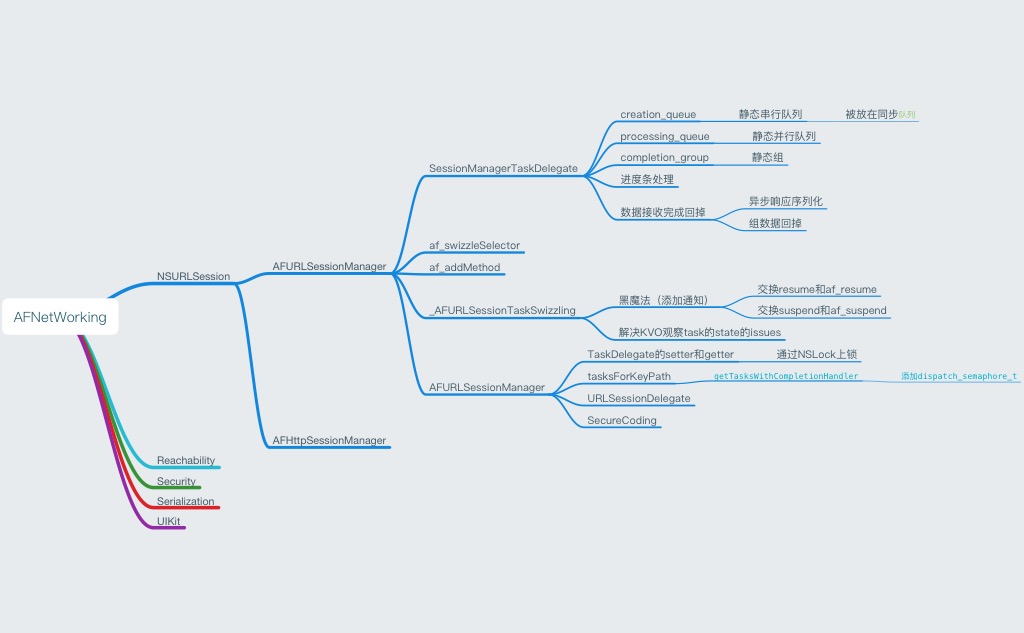 AFNetWorking
NSURLSession
AFURLSessionManager
SessionManagerTaskDelegate
creation_queue
静态串行队列
被放在同步队列
processing_queue
静态并行队列
completion_group
静态组
进度条处理
数据接收完成回掉
异步响应序列化
组数据回掉
af_swizzleSelector
af_addMethod
_AFURLSessionTaskSwizzling
黑魔法（添加通知）
交换resume和af_resume
交换suspend和af_suspend
解决KVO观察task的state的issues
AFURLSessionManager
TaskDelegate的setter和getter
通过NSLock上锁
tasksForKeyPath
getTasksWithCompletionHandler
添加dispatch_semaphore_t
URLSessionDelegate
SecureCoding
AFHttpSessionManager
Reachability
Security
Serialization
UIKit